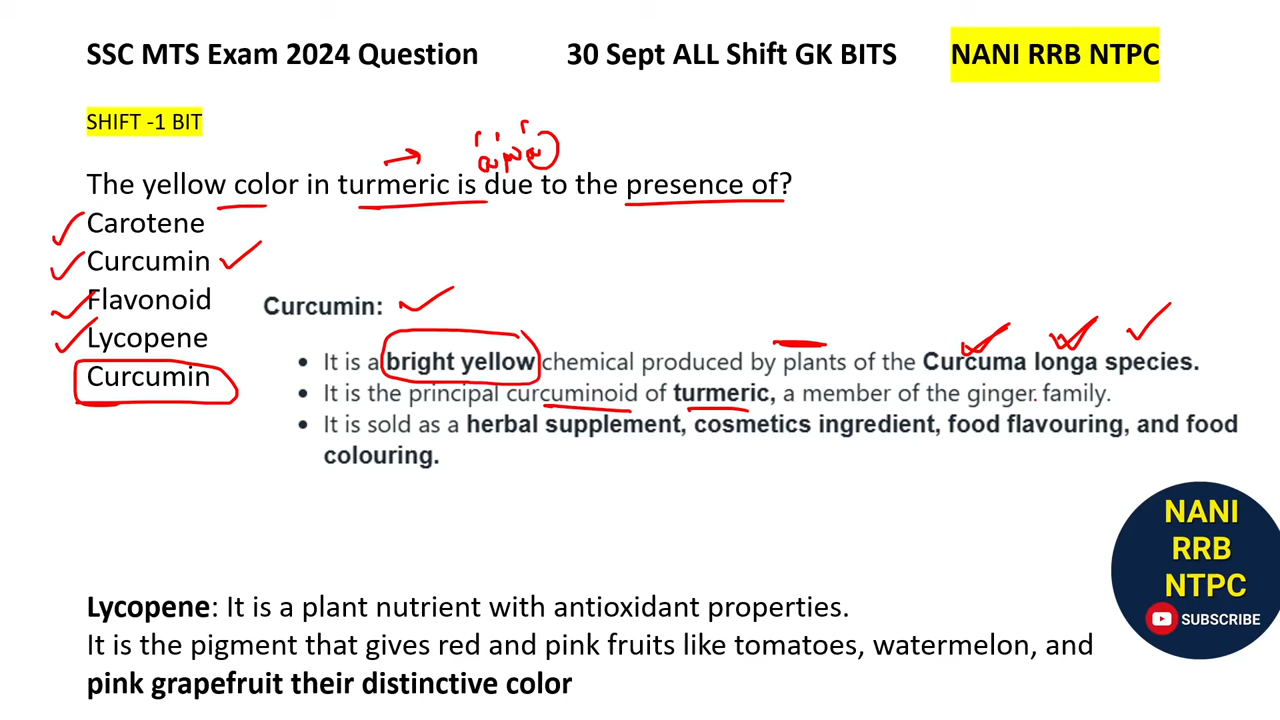 SSC MTS Exam 2024 Question 30 Sept ALL Shift GK BITS NANI RRB NTPC
SHIFT -1 BIT
The yellow color in turmeric is due to the presence of?
Carotene
Curcumin
Flavonoid
Lycopene
Curcumin
Curcumin:
• It is a bright yellow chemical produced by plants of the Curcuma longa species.
• It is the principal curcuminoid of turmeric, a member of the ginger family.
• It is sold as a herbal supplement, cosmetics ingredient, food flavouring, and food
colouring.
NANI
RRB
NTPC
SUBSCRIBE
Lycopene: It is a plant nutrient with antioxidant properties.
It is the pigment that gives red and pink fruits like tomatoes, watermelon, and
pink grapefruit their distinctive color